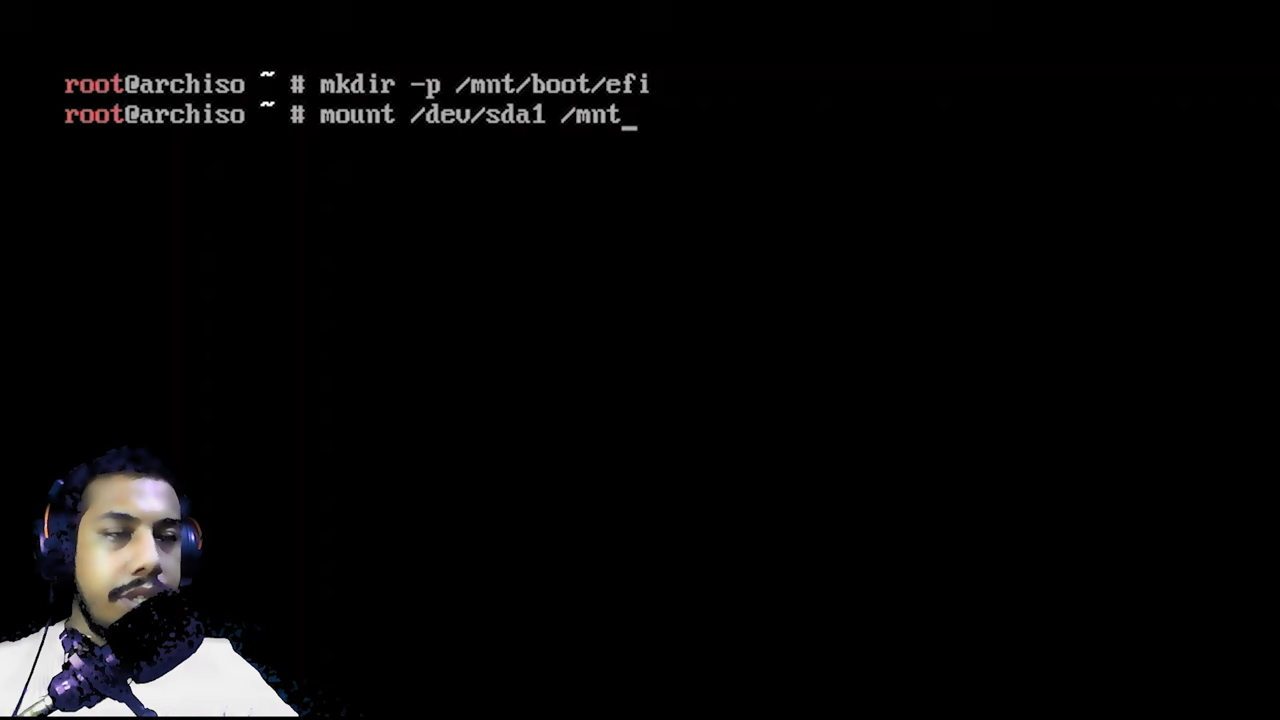 root@archiso ~ # mkdir -p /mnt/boot/efi
root@archiso ~ # mount /dev/sda1 /mnt_